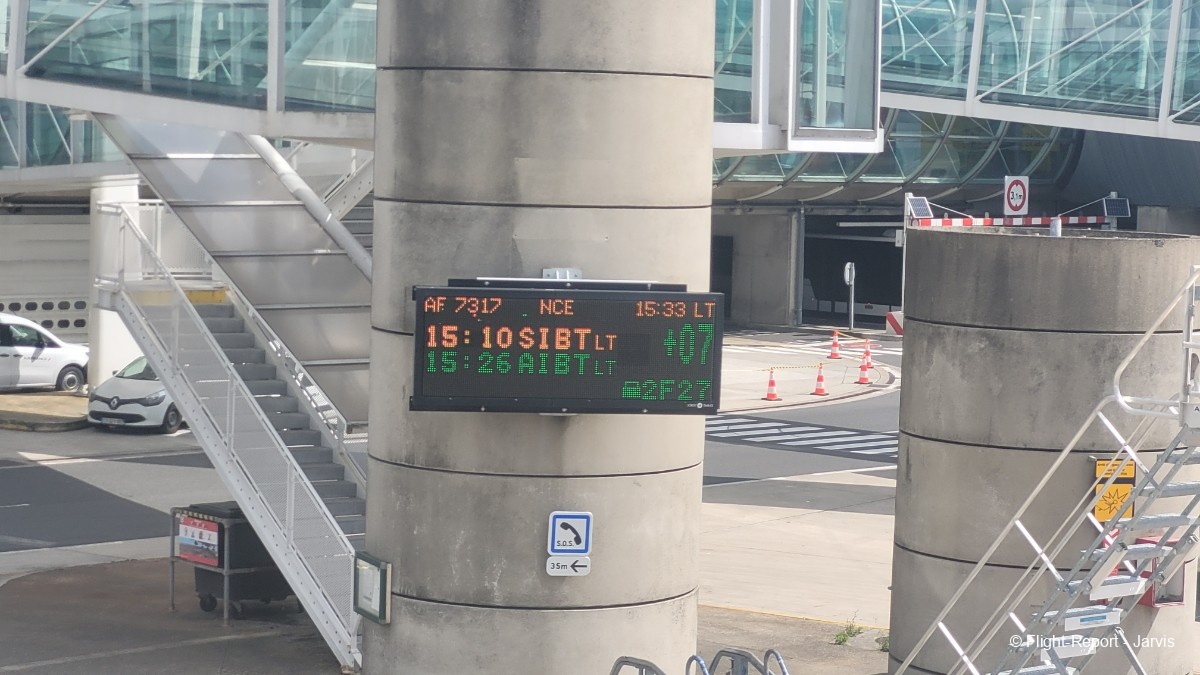 3,1m
AF 7317 NCE 15:33 LT
15:10 SIBT LT
+07
15:26 AIBT LT
2F27
S.O.S.
35m
© Flight-Report - Jarvis